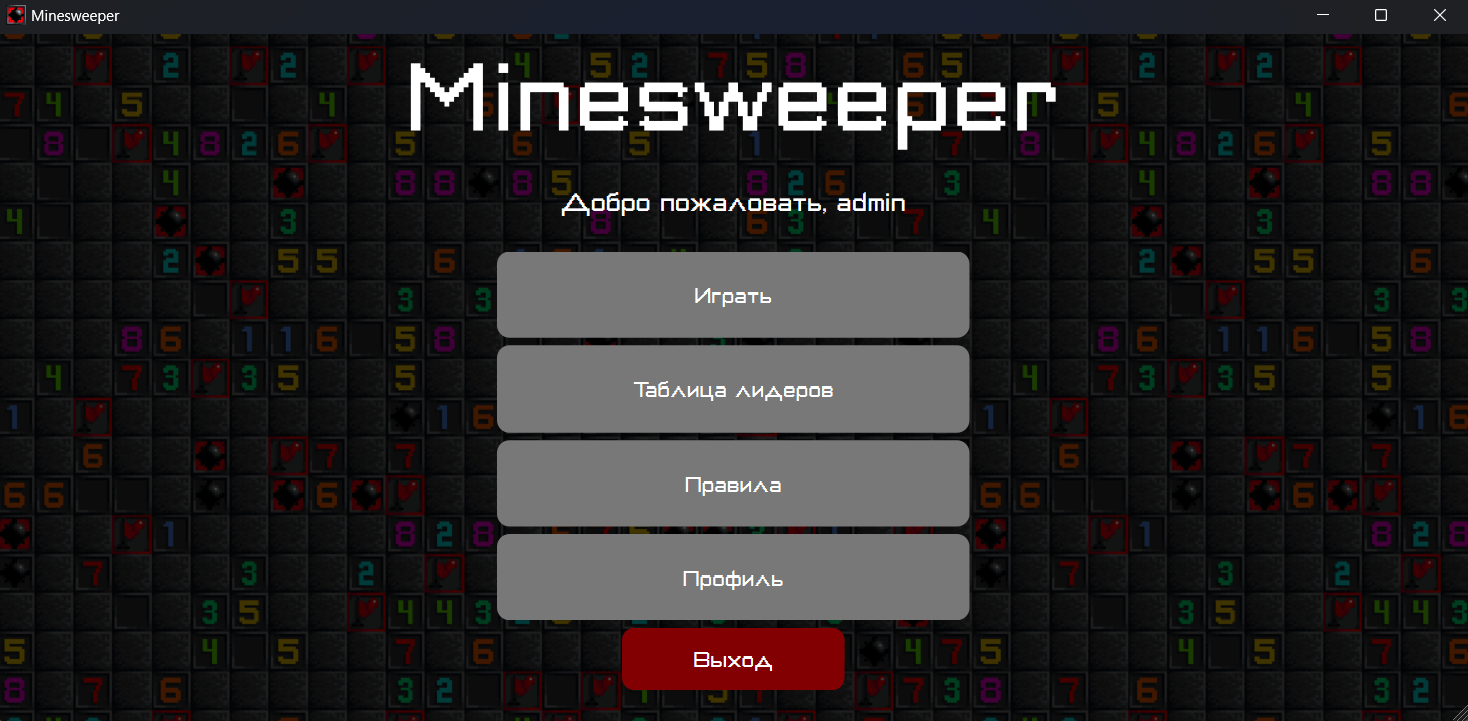 Minesweeper
Minesweeper
Добро пожаловать, admin
Играть
Таблица лидеров
Правила
Профиль
Выход